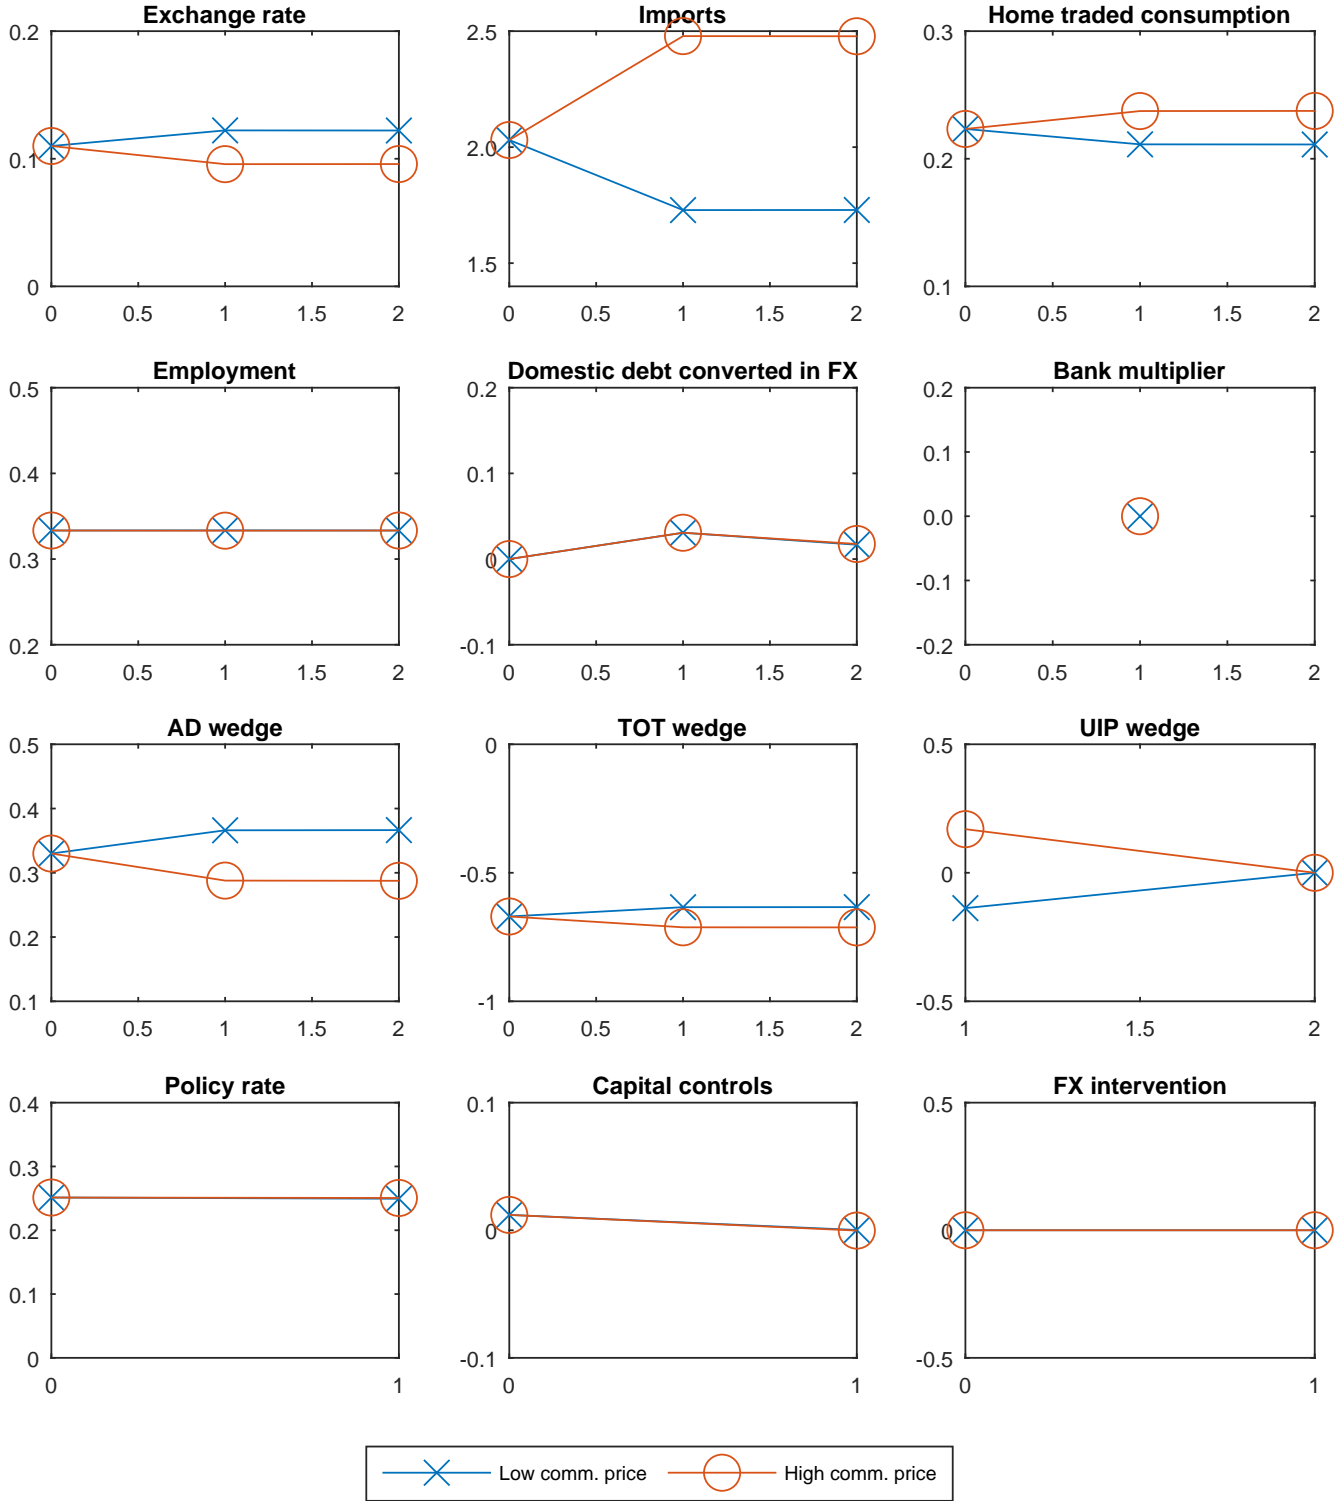 Exchange rate
Imports
Home traded consumption
0.2
0.1
0
0 0.5 1 1.5 2
2.5
2.0
1.5
0 0.5 1 1.5 2
0.3
0.2
0.1
0 0.5 1 1.5 2
Employment
Domestic debt converted in FX
Bank multiplier
0.5
0.4
0.3
0.2
0 0.5 1 1.5 2
0.2
0.1
0
-0.1
0 0.5 1 1.5 2
0.2
0.1
0.0
-0.1
-0.2
0 0.5 1 1.5 2
AD wedge
TOT wedge
UIP wedge
0.5
0.4
0.3
0.2
0.1
0 0.5 1 1.5 2
0
-0.5
-1
0 0.5 1 1.5 2
0.5
0
-0.5
1 1.5 2
Policy rate
Capital controls
FX intervention
0.4
0.3
0.2
0.1
0
0 1
0.1
0
-0.1
0 1
0.5
0
-0.5
0 1
Low comm. price
High comm. price